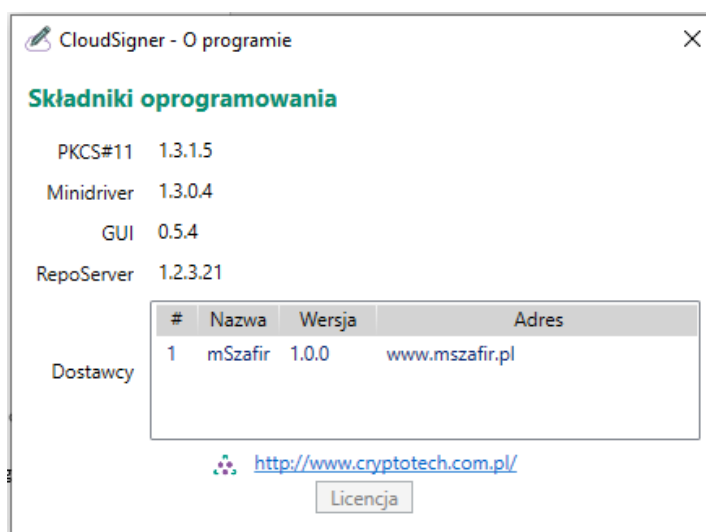 CloudSigner - O programie
Składniki oprogramowania
PKCS#11 1.3.1.5
Minidriver 1.3.0.4
GUI 0.5.4
RepoServer 1.2.3.21
# Nazwa Wersja Adres
1 mSzafir 1.0.0 www.mszafir.pl
Dostawcy
http://www.cryptotech.com.pl/
Licencja